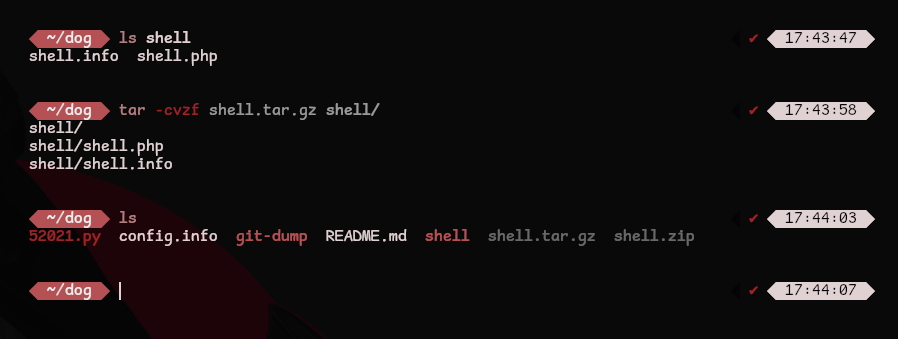 ~/dog ls shell ✔ 17:43:47
shell.info shell.php
~/dog tar -cvzf shell.tar.gz shell/ ✔ 17:43:58
shell/
shell/shell.php
shell/shell.info
~/dog ls ✔ 17:44:03
52021.py config.info git-dump README.md shell shell.tar.gz shell.zip
~/dog ✔ 17:44:07